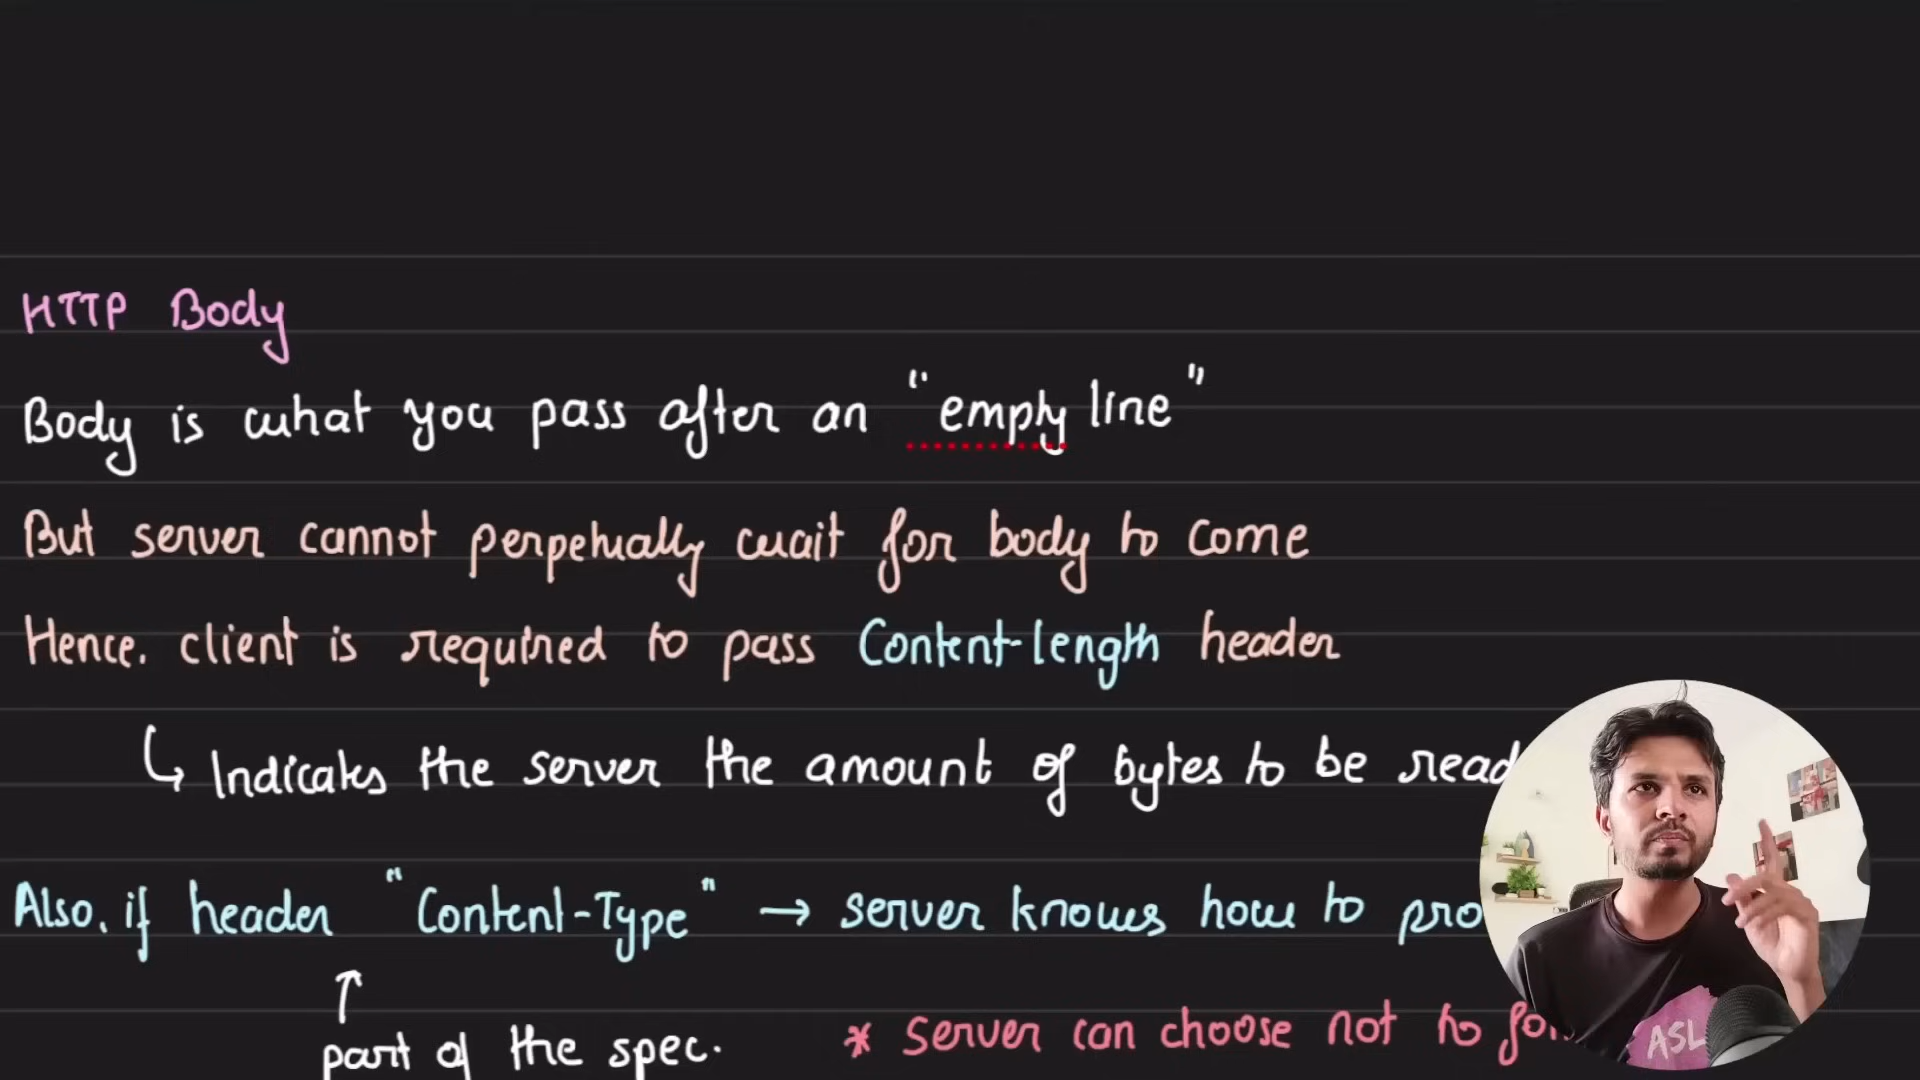 HTTP Body
Body is what you pass after an "empty line"
But server cannot perpetually wait for body to come
Hence. client is required to pass Content-length header
↳ Indicates the server the amount of bytes to be read
Also, if header "Content-Type" → server knows how to
↑
part of the spec.
* Server can choose not to
ASL